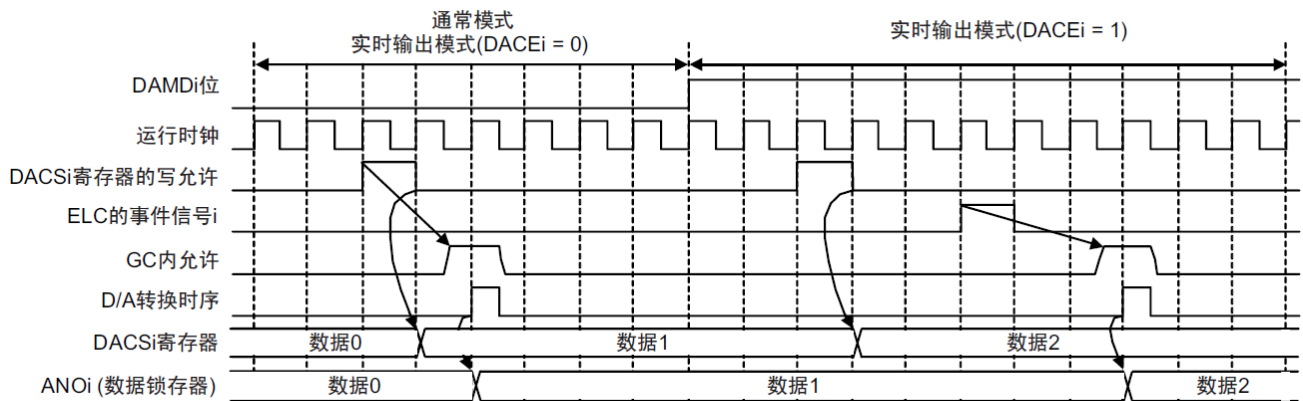 通常模式
实时输出模式(DACEi = 0)
实时输出模式(DACEi = 1)
DAMDi位
运行时钟
DACSi寄存器的写允许
ELC的事件信号i
GC内允许
D/A转换时序
DACSi寄存器
数据0
数据1
数据2
ANOi (数据锁存器)
数据0
数据1
数据2